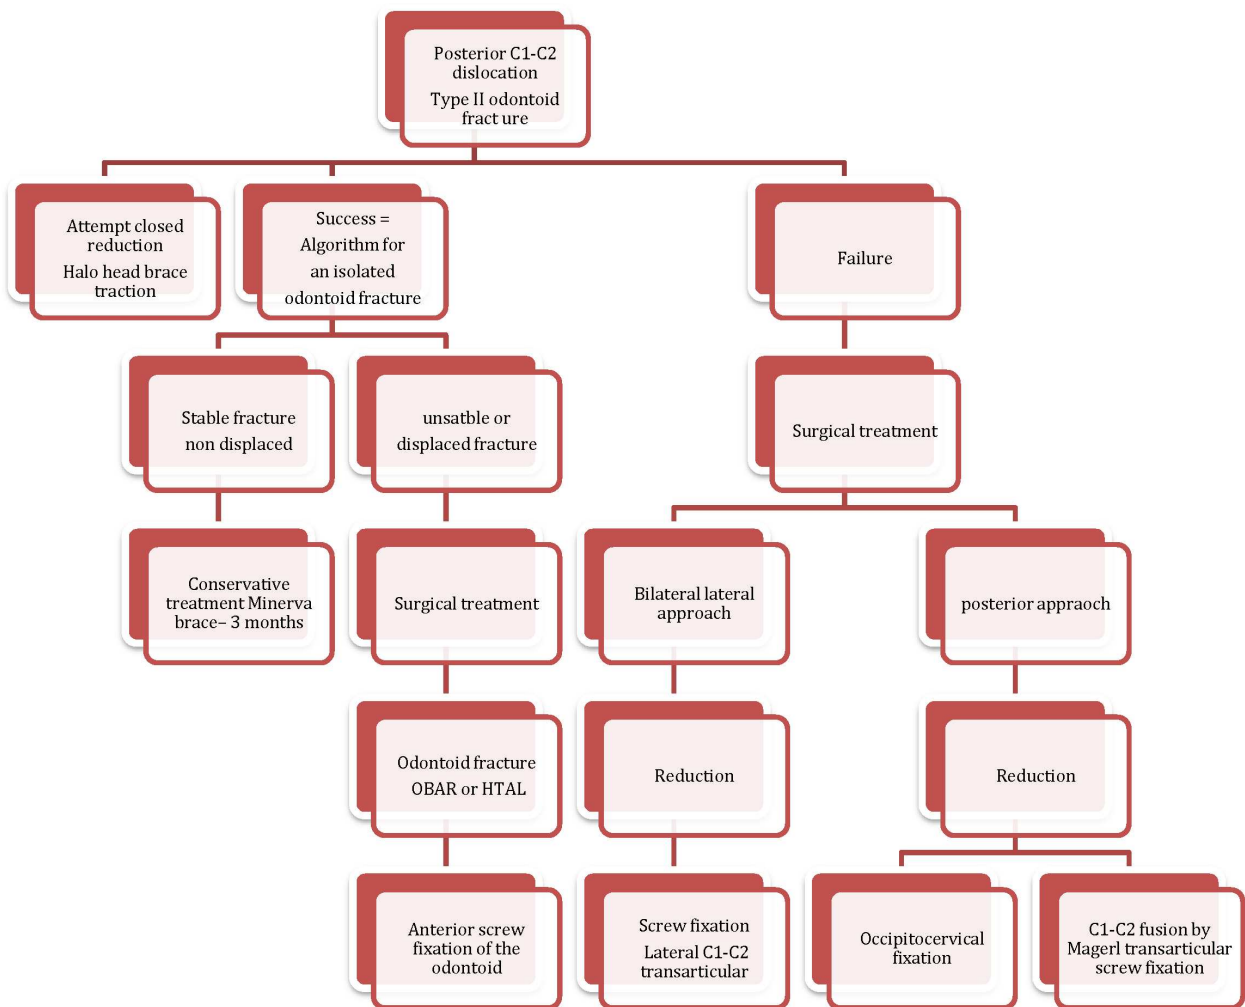 Posterior C1-C2
dislocation
Type II odontoid
fract ure
Attempt closed
reduction
Halo head brace
traction
Success =
Algorithm for
an isolated
odontoid fracture
Failure
Stable fracture
non displaced
unsatble or
displaced fracture
Surgical treatment
Conservative
treatment Minerva
brace– 3 months
Surgical treatment
Bilateral lateral
approach
posterior appraoch
Odontoid fracture
OBAR or HTAL
Reduction
Reduction
Anterior screw
fixation of the
odontoid
Screw fixation
Lateral C1-C2
transarticular
Occipitocervical
fixation
C1-C2 fusion by
Magerl transarticular
screw fixation